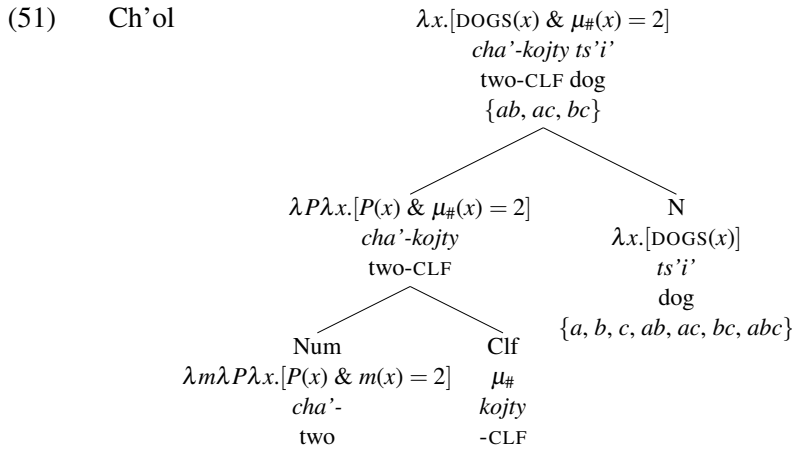 (51) Ch'ol
λx.[DOGS(x) & μ#(x) = 2]
cha'-kojty ts'i'
two-CLF dog
{ab, ac, bc}
λPλx.[P(x) & μ#(x) = 2]
cha'-kojty
two-CLF
N
λx.[DOGS(x)]
ts'i'
dog
{a, b, c, ab, ac, bc, abc}
Num
λmλPλx.[P(x) & m(x) = 2]
cha'-
two
Clf
μ#
kojty
-CLF